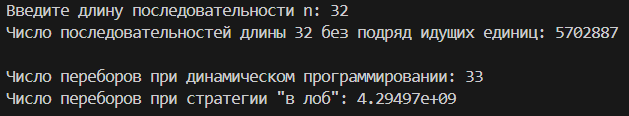 Введите длину последовательности n: 32
Число последовательностей длины 32 без подряд идущих единиц: 5702887
Число переборов при динамическом программировании: 33
Число переборов при стратегии "в лоб": 4.29497e+09